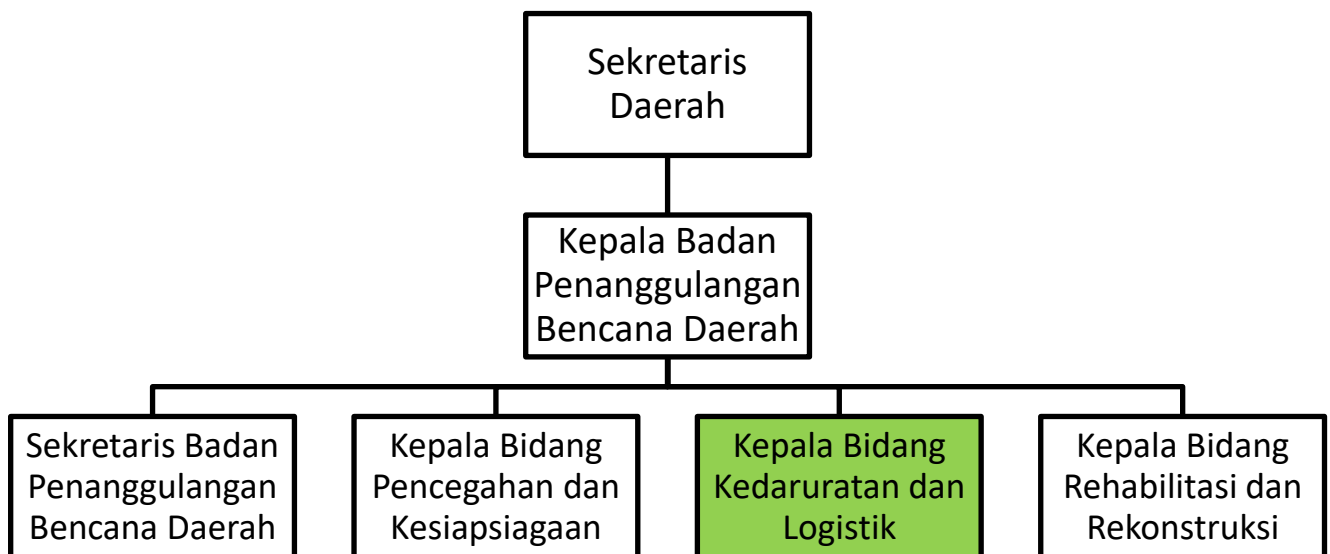 Sekretaris
Daerah
Kepala Badan
Penanggulangan
Bencana Daerah
Sekretaris Badan
Penanggulangan
Bencana Daerah
Kepala Bidang
Pencegahan dan
Kesiapsiagaan
Kepala Bidang
Kedaruratan dan
Logistik
Kepala Bidang
Rehabilitasi dan
Rekonstruksi